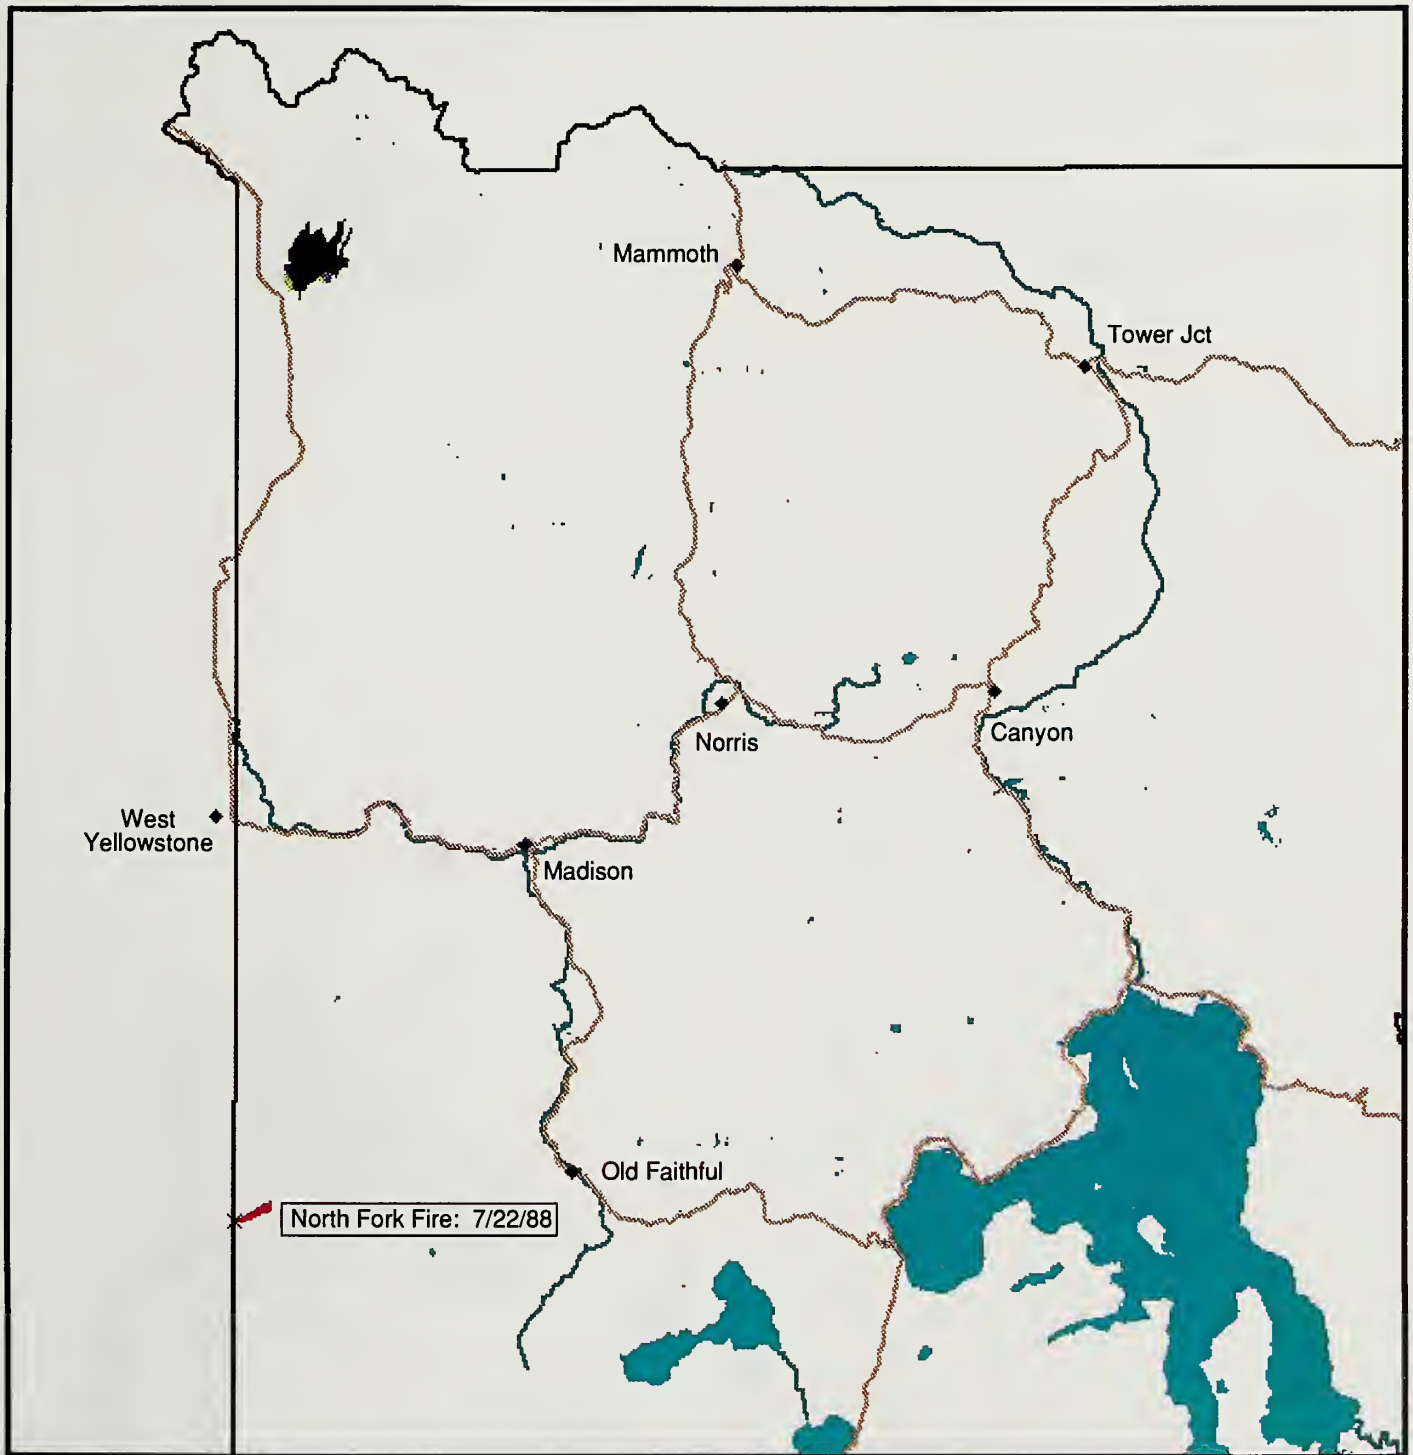 Mammoth
Tower Jct
Norris
Canyon
West
Yellowstone
Madison
Old Faithful
North Fork Fire: 7/22/88